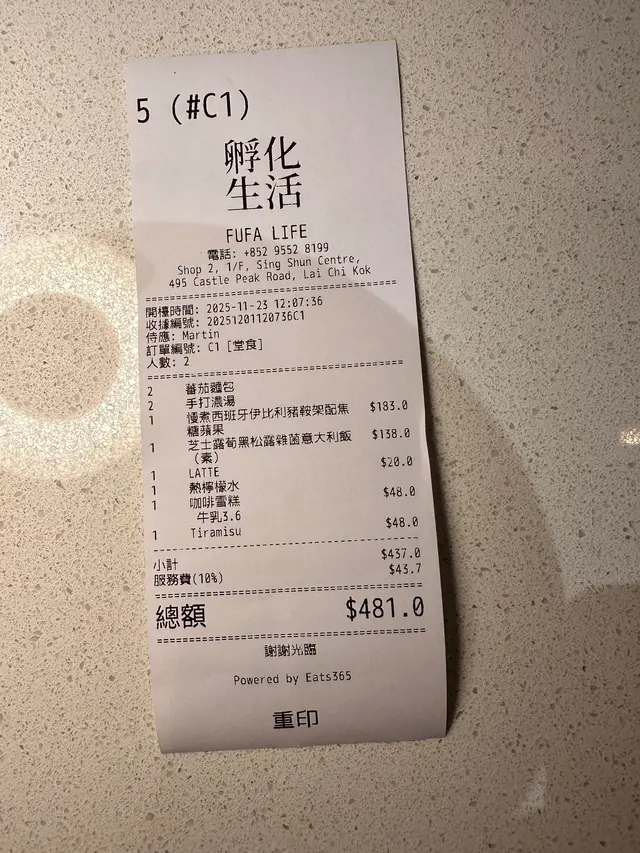 5 (#C1)
孵化
生活
FUFA LIFE
電話: +852 9552 8199
Shop 2, 1/F, Sing Shun Centre,
495 Castle Peak Road, Lai Chi Kok
開檯時間: 2025-11-23 12:07:36
收據編號: 20251201120736C1
侍應: Martin
訂單編號: C1 [堂食]
人數: 2
2 蕃茄麵包
2 手打濃湯
1 慢煮西班牙伊比利豬鞍架配焦 $183.0
糖蘋果
1 芝士露荀黑松露雜菌意大利飯 $138.0
(素)
1 LATTE $20.0
1 熱檸檬水
1 咖啡雪糕 $48.0
牛乳3.6
1 Tiramisu $48.0
小計 $437.0
服務費(10%) $43.7
總額 $481.0
謝謝光臨
Powered by Eats365
重印